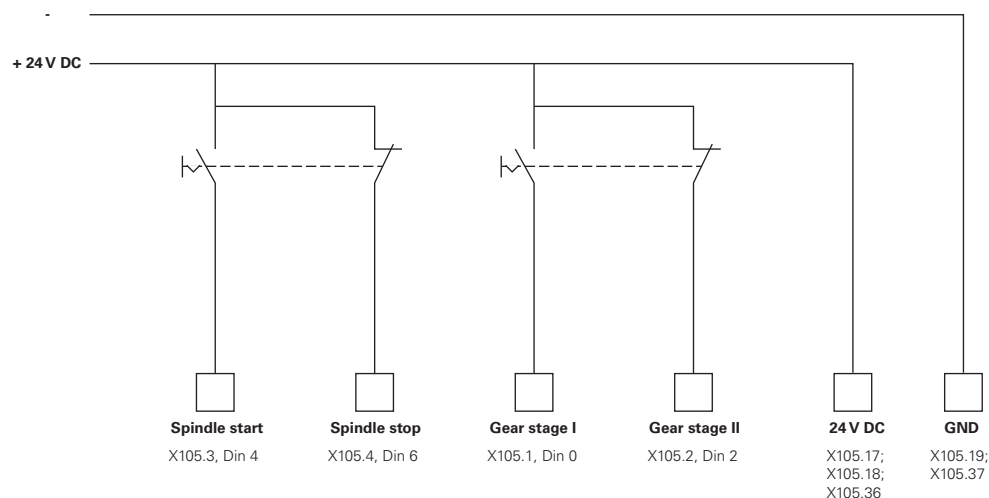 -
+ 24 V DC
Spindle start
Spindle stop
Gear stage I
Gear stage II
24 V DC
GND
X105.3, Din 4
X105.4, Din 6
X105.1, Din 0
X105.2, Din 2
X105.17;
X105.18;
X105.36
X105.19;
X105.37